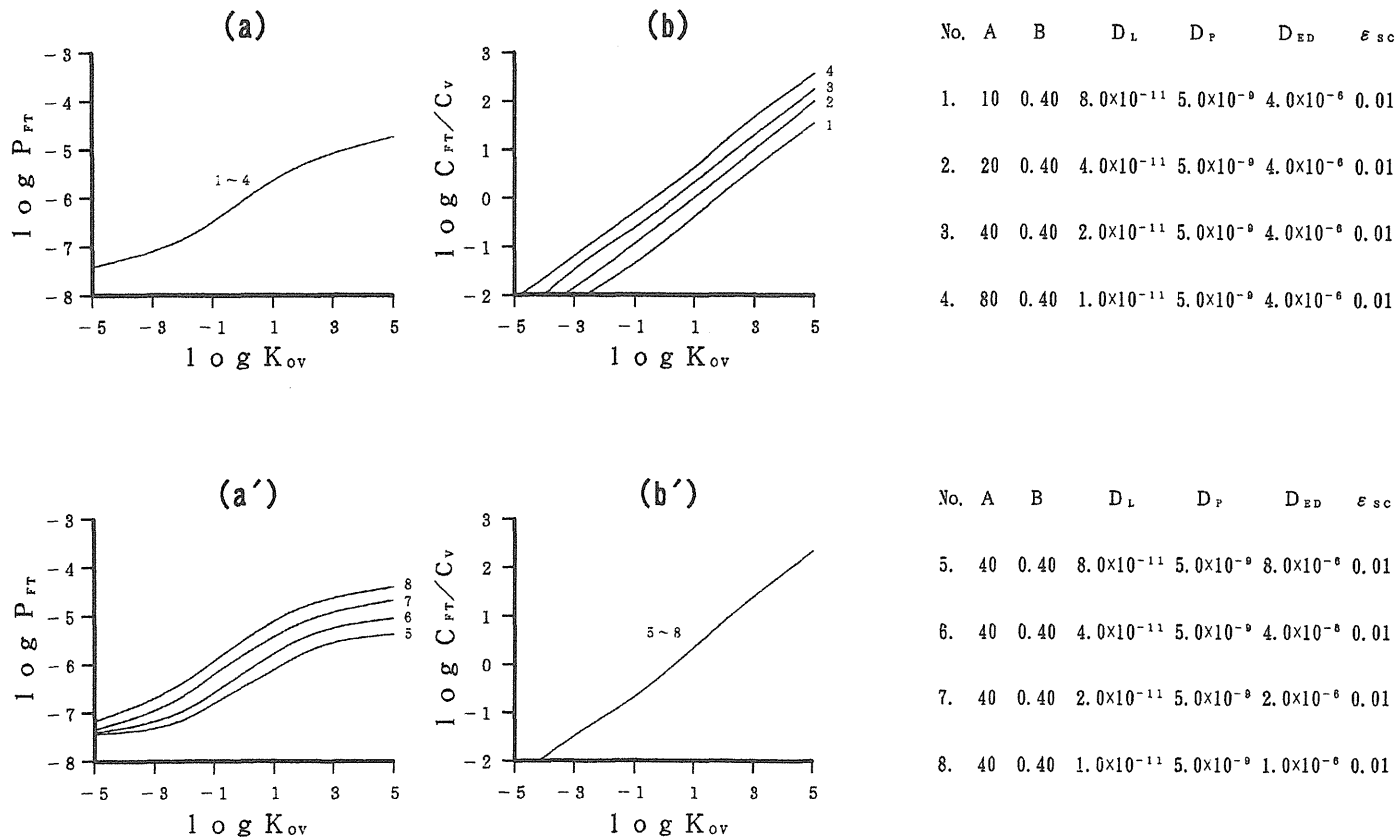 (a)
log P_FT
-3
-4
-5
-6
-7
-8
1~4
-5 -3 -1 1 3 5
log K_OV
(b)
log C_FT/C_V
3
2
1
0
-1
-2
4
3
2
1
-5 -3 -1 1 3 5
log K_OV
No. A B D_L D_P D_ED ε_SC
1. 10 0.40 8.0×10⁻¹¹ 5.0×10⁻⁹ 4.0×10⁻⁶ 0.01
2. 20 0.40 4.0×10⁻¹¹ 5.0×10⁻⁹ 4.0×10⁻⁶ 0.01
3. 40 0.40 2.0×10⁻¹¹ 5.0×10⁻⁹ 4.0×10⁻⁶ 0.01
4. 80 0.40 1.0×10⁻¹¹ 5.0×10⁻⁹ 4.0×10⁻⁶ 0.01
(a′)
log P_FT
-3
-4
-5
-6
-7
-8
8
7
6
5
-5 -3 -1 1 3 5
log K_OV
(b′)
log C_FT/C_V
3
2
1
0
-1
-2
5~8
-5 -3 -1 1 3 5
log K_OV
No. A B D_L D_P D_ED ε_SC
5. 40 0.40 8.0×10⁻¹¹ 5.0×10⁻⁹ 8.0×10⁻⁶ 0.01
6. 40 0.40 4.0×10⁻¹¹ 5.0×10⁻⁹ 4.0×10⁻⁶ 0.01
7. 40 0.40 2.0×10⁻¹¹ 5.0×10⁻⁹ 2.0×10⁻⁶ 0.01
8. 40 0.40 1.0×10⁻¹¹ 5.0×10⁻⁹ 1.0×10⁻⁶ 0.01